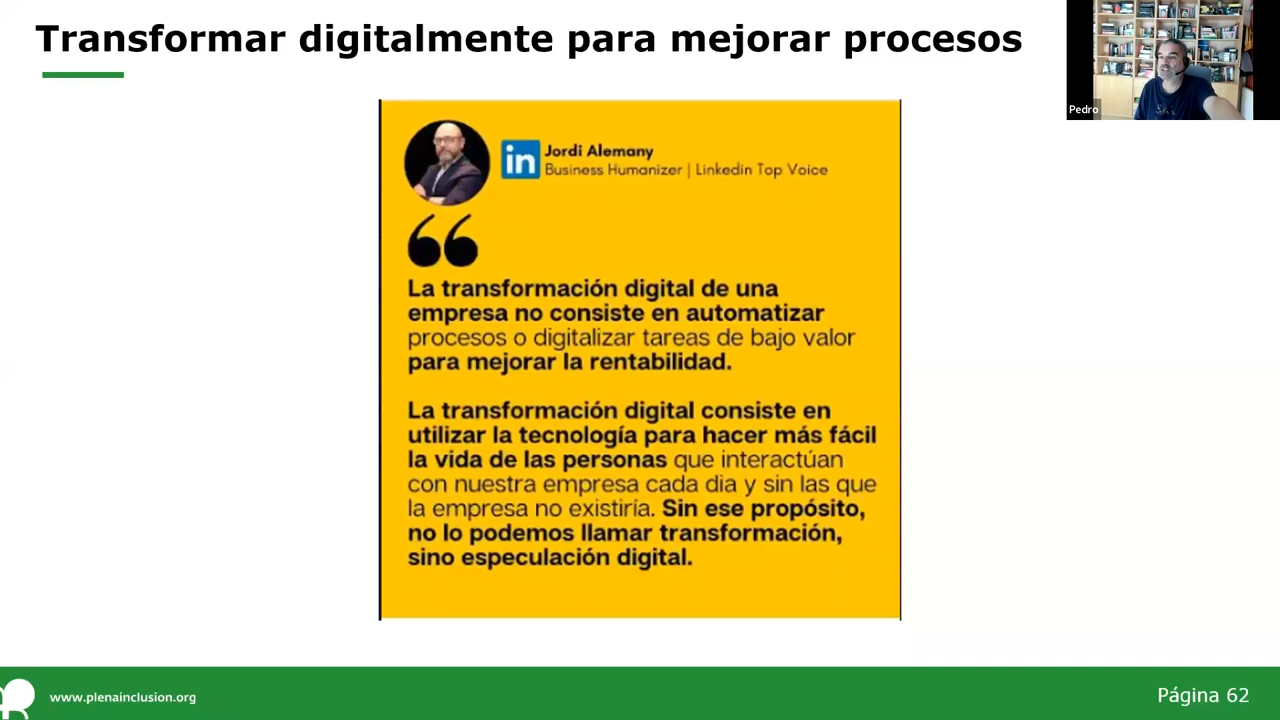 Transformar digitalmente para mejorar procesos
Pedro
in Jordi Alemany
Business Humanizer | Linkedin Top Voice
“
La transformación digital de una
empresa no consiste en automatizar
procesos o digitalizar tareas de bajo valor
para mejorar la rentabilidad.
La transformación digital consiste en
utilizar la tecnología para hacer más fácil
la vida de las personas que interactúan
con nuestra empresa cada dia y sin las que
la empresa no existiría. Sin ese propósito,
no lo podemos llamar transformación,
sino especulación digital.
www.plenainclusion.org
Página 62